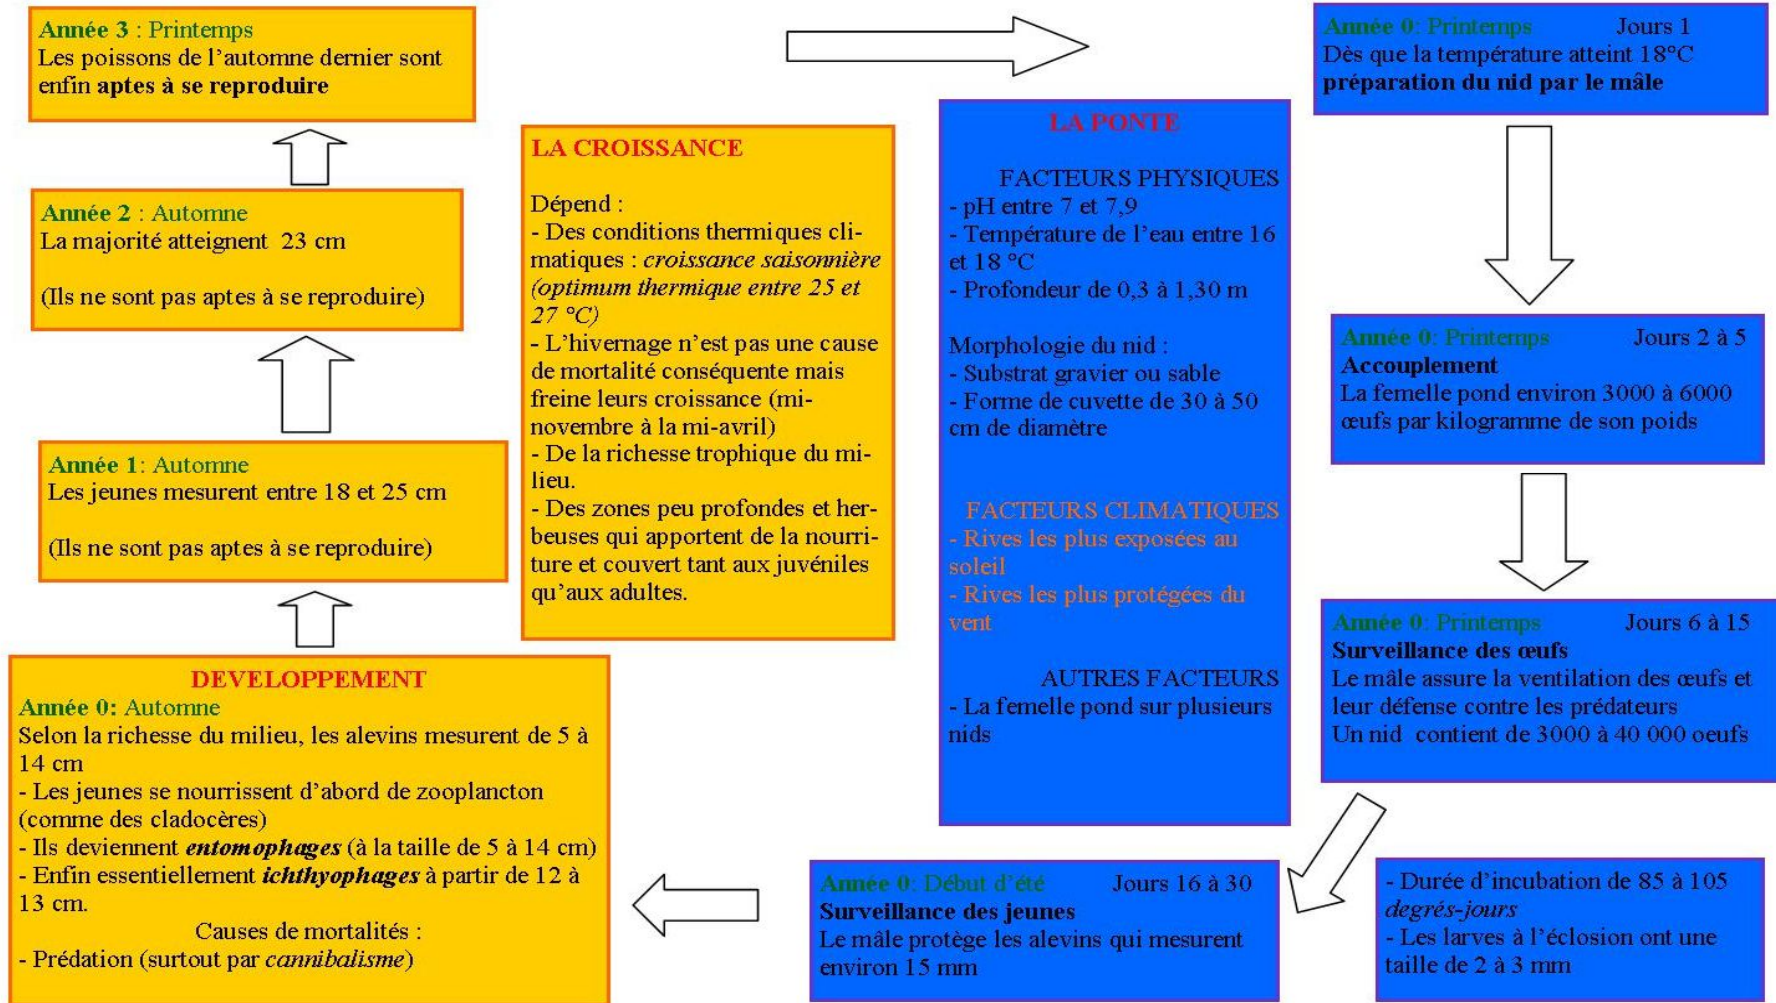 Année 3 : Printemps
Les poissons de l’automne dernier sont
enfin aptes à se reproduire
Année 2 : Automne
La majorité atteignent 23 cm
(Ils ne sont pas aptes à se reproduire)
Année 1: Automne
Les jeunes mesurent entre 18 et 25 cm
(Ils ne sont pas aptes à se reproduire)
DEVELOPPEMENT
Année 0: Automne
Selon la richesse du milieu, les alevins mesurent de 5 à
14 cm
- Les jeunes se nourrissent d’abord de zooplancton
(comme des cladocères)
- Ils deviennent entomophages (à la taille de 5 à 14 cm)
- Enfin essentiellement ichthyophages à partir de 12 à
13 cm.
Causes de mortalités :
- Prédation (surtout par cannibalisme)
LA CROISSANCE
Dépend :
- Des conditions thermiques cli-
matiques : croissance saisonnière
(optimum thermique entre 25 et
27 °C)
- L’hivernage n’est pas une cause
de mortalité conséquente mais
freine leurs croissance (mi-
novembre à la mi-avril)
- De la richesse trophique du mi-
lieu.
- Des zones peu profondes et her-
beuses qui apportent de la nourri-
ture et couvert tant aux juvéniles
qu’aux adultes.
LA PONTE
FACTEURS PHYSIQUES
- pH entre 7 et 7,9
- Température de l’eau entre 16
et 18 °C
- Profondeur de 0,3 à 1,30 m
Morphologie du nid :
- Substrat gravier ou sable
- Forme de cuvette de 30 à 50
cm de diamètre
FACTEURS CLIMATIQUES
- Rives les plus exposées au
soleil
- Rives les plus protégées du
vent
AUTRES FACTEURS
- La femelle pond sur plusieurs
nids
Année 0: Printemps Jours 1
Dès que la température atteint 18°C
préparation du nid par le mâle
Année 0: Printemps Jours 2 à 5
Accouplement
La femelle pond environ 3000 à 6000
œufs par kilogramme de son poids
Année 0: Printemps Jours 6 à 15
Surveillance des œufs
Le mâle assure la ventilation des œufs et
leur défense contre les prédateurs
Un nid contient de 3000 à 40 000 oeufs
- Durée d’incubation de 85 à 105
degrés-jours
- Les larves à l’éclosion ont une
taille de 2 à 3 mm
Année 0: Début d’été Jours 16 à 30
Surveillance des jeunes
Le mâle protège les alevins qui mesurent
environ 15 mm